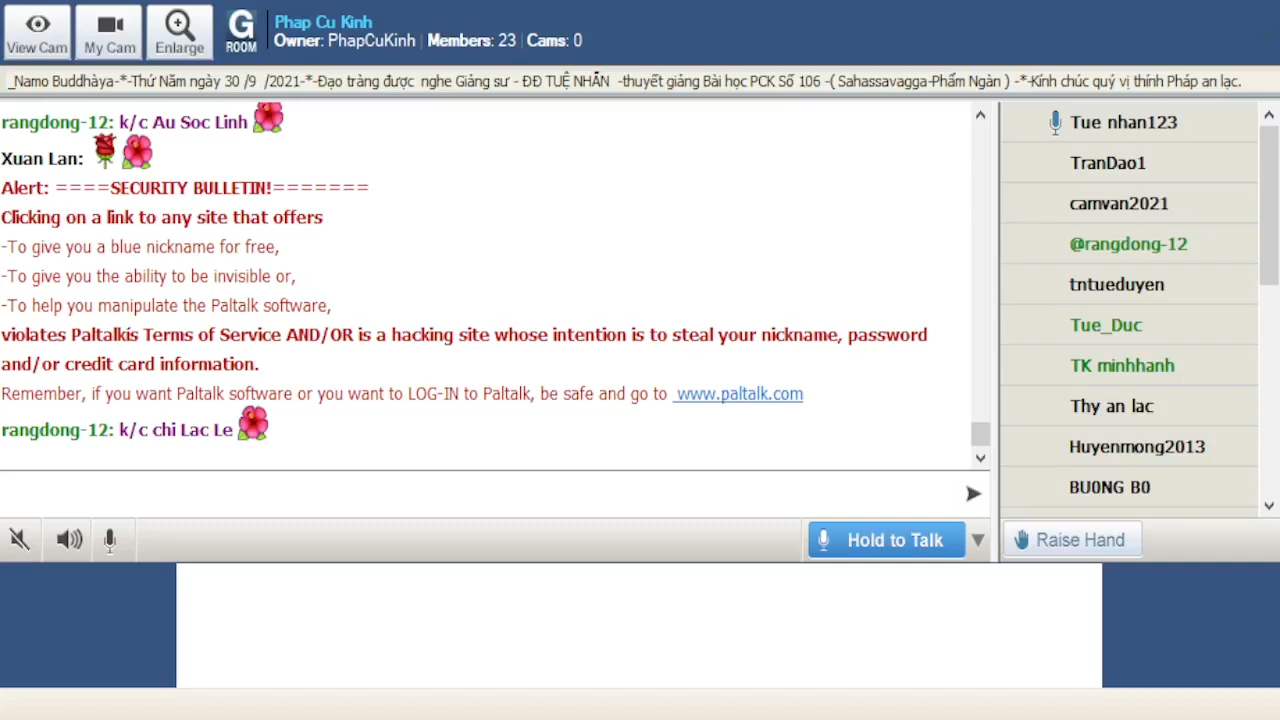 Phap Cu Kinh
View Cam
My Cam
Enlarge
G
ROOM
Owner: PhapCuKinh | Members: 23 | Cams: 0
_Namo Buddhàya-*-Thứ Năm ngày 30 /9 /2021-*-Đạo tràng được nghe Giảng sư - ĐĐ TUỆ NHẪN -thuyết giảng Bài học PCK Số 106 -( Sahassavagga-Phẩm Ngàn ) -*-Kính chúc quý vị thính Pháp an lạc.
rangdong-12: k/c Au Soc Linh
Xuan Lan:
Alert: ====SECURITY BULLETIN!=======
Clicking on a link to any site that offers
-To give you a blue nickname for free,
-To give you the ability to be invisible or,
-To help you manipulate the Paltalk software,
violates Paltalkís Terms of Service AND/OR is a hacking site whose intention is to steal your nickname, password
and/or credit card information.
Remember, if you want Paltalk software or you want to LOG-IN to Paltalk, be safe and go to www.paltalk.com
rangdong-12: k/c chi Lac Le
Tue nhan123
TranDao1
camvan2021
@rangdong-12
tntueduyen
Tue_Duc
TK minhhanh
Thy an lac
Huyenmong2013
BU0NG B0
Hold to Talk
Raise Hand